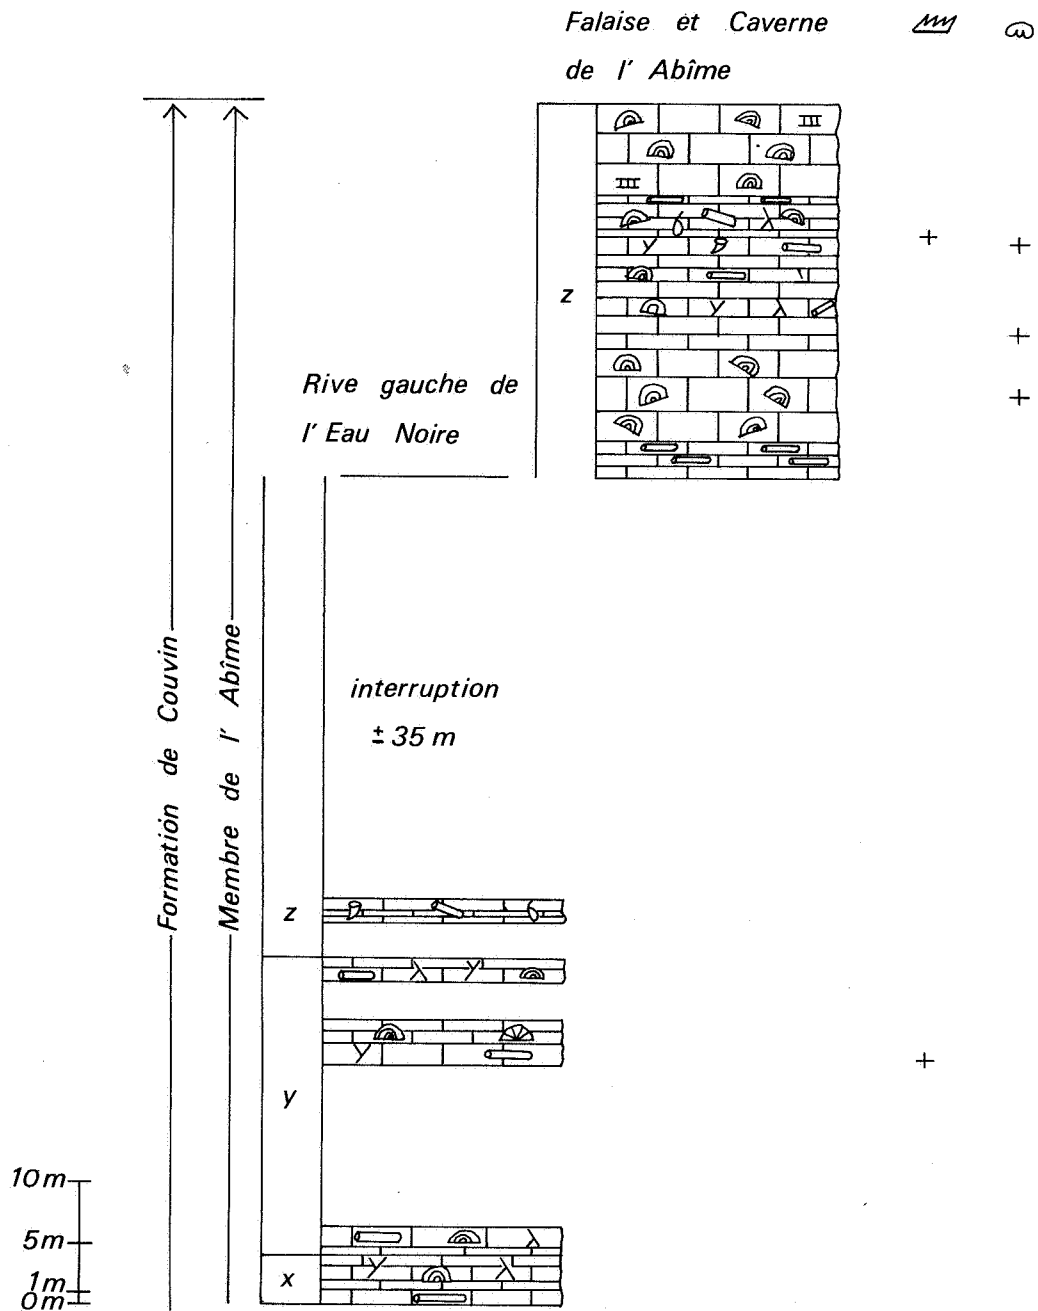 Falaise et Caverne
de l' Abîme
z
Rive gauche de
l' Eau Noire
interruption
± 35 m
Formation de Couvin
Membre de l' Abîme
z
y
x
10 m
5 m
1 m
0 m